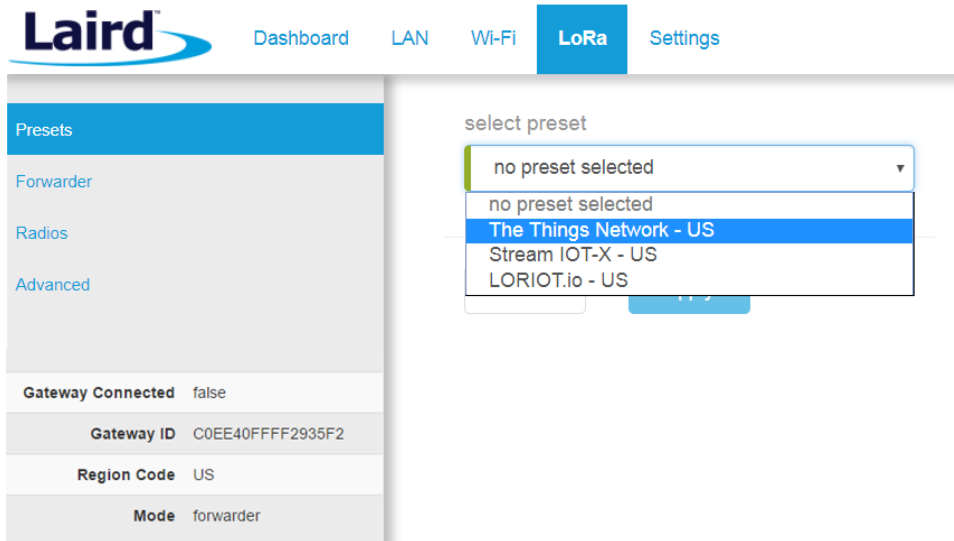 Laird
Dashboard LAN Wi-Fi LoRa Settings
Presets
Forwarder
Radios
Advanced
Gateway Connected false
Gateway ID C0EE40FFFF2935F2
Region Code US
Mode forwarder
select preset
no preset selected
no preset selected
The Things Network - US
Stream IOT-X - US
LORIOT.io - US